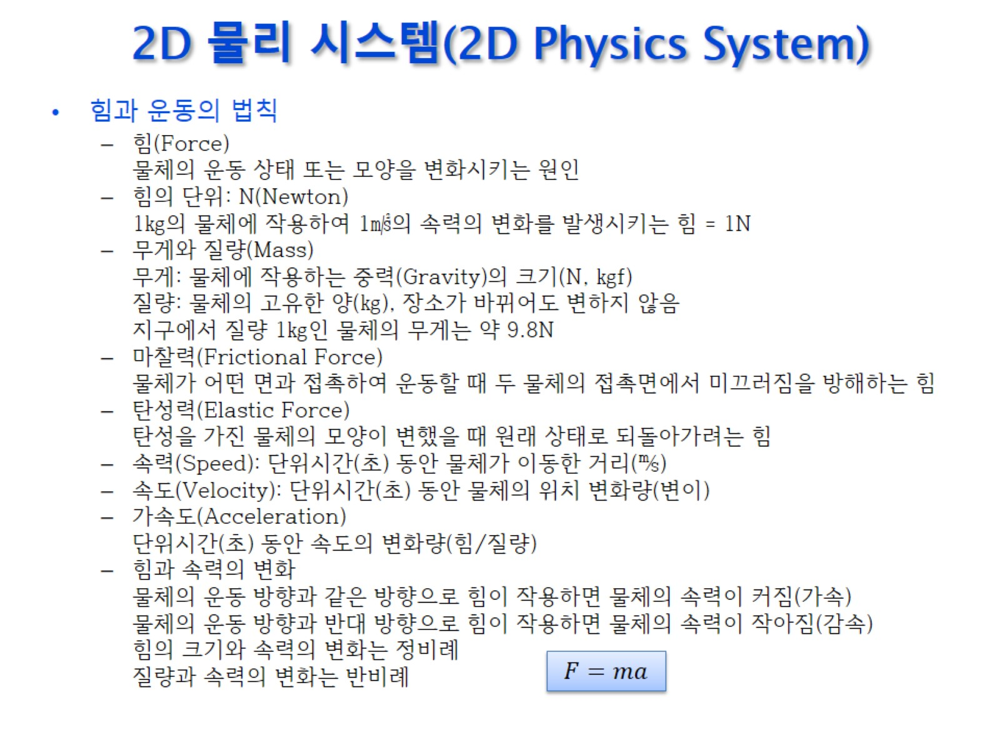 2D 물리 시스템(2D Physics System)
• 힘과 운동의 법칙
– 힘(Force)
물체의 운동 상태 또는 모양을 변화시키는 원인
– 힘의 단위: N(Newton)
1㎏의 물체에 작용하여 1㎨의 속력의 변화를 발생시키는 힘 = 1N
– 무게와 질량(Mass)
무게: 물체에 작용하는 중력(Gravity)의 크기(N, kgf)
질량: 물체의 고유한 양(㎏), 장소가 바뀌어도 변하지 않음
지구에서 질량 1㎏인 물체의 무게는 약 9.8N
– 마찰력(Frictional Force)
물체가 어떤 면과 접촉하여 운동할 때 두 물체의 접촉면에서 미끄러짐을 방해하는 힘
– 탄성력(Elastic Force)
탄성을 가진 물체의 모양이 변했을 때 원래 상태로 되돌아가려는 힘
– 속력(Speed): 단위시간(초) 동안 물체가 이동한 거리(㎧)
– 속도(Velocity): 단위시간(초) 동안 물체의 위치 변화량(변이)
– 가속도(Acceleration)
단위시간(초) 동안 속도의 변화량(힘/질량)
– 힘과 속력의 변화
물체의 운동 방향과 같은 방향으로 힘이 작용하면 물체의 속력이 커짐(가속)
물체의 운동 방향과 반대 방향으로 힘이 작용하면 물체의 속력이 작아짐(감속)
힘의 크기와 속력의 변화는 정비례
질량과 속력의 변화는 반비례
F = ma